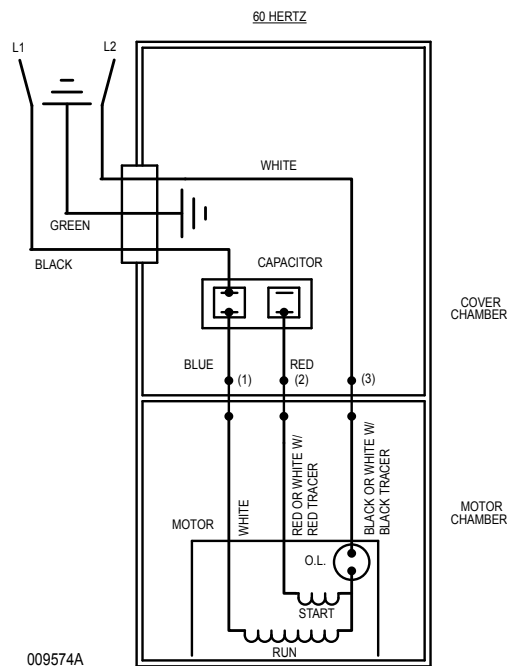 60 HERTZ
L1
L2
WHITE
GREEN
BLACK
CAPACITOR
COVER
CHAMBER
BLUE
RED
(1)
(2)
(3)
MOTOR
WHITE
RED OR WHITE W/
RED TRACER
BLACK OR WHITE W/
BLACK TRACER
MOTOR
CHAMBER
O.L.
START
RUN
009574A